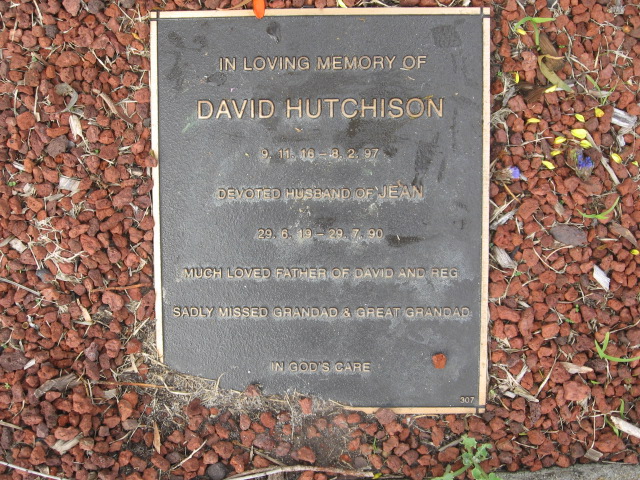 IN LOVING MEMORY OF
DAVID HUTCHISON
9. 11. 16 – 8. 2. 97
DEVOTED HUSBAND OF JEAN
29. 6. 19 – 29. 7. 90
MUCH LOVED FATHER OF DAVID AND REG
SADLY MISSED GRANDAD & GREAT GRANDAD
IN GOD'S CARE
307